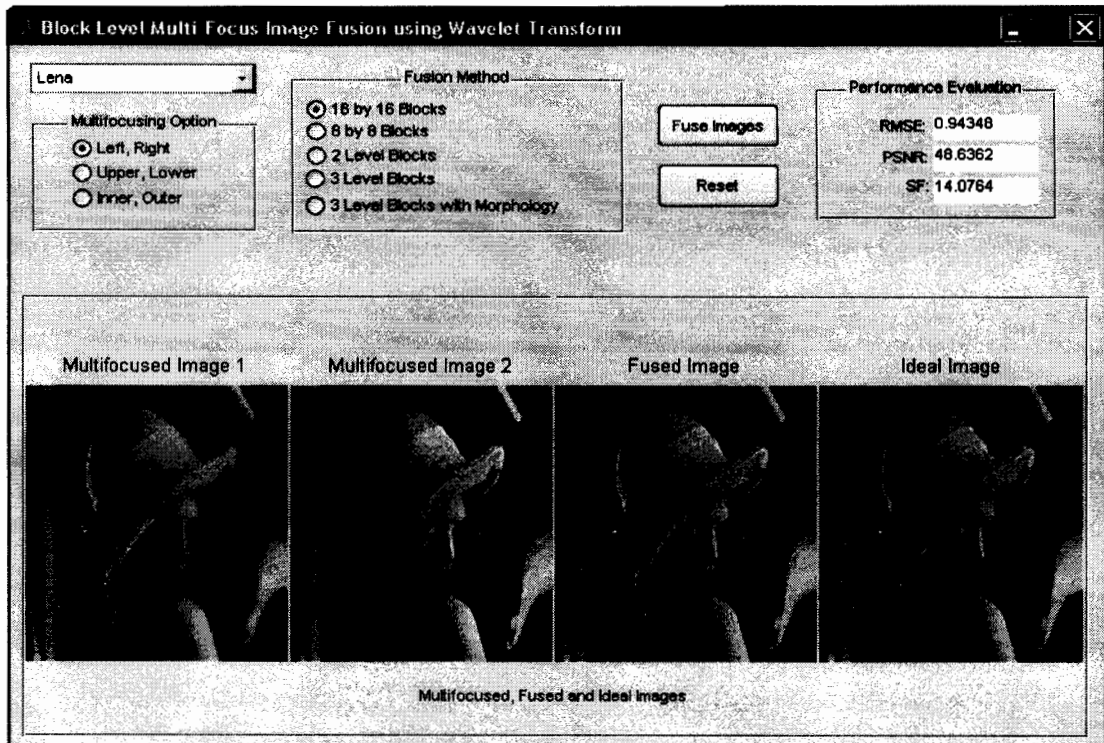 Block Level Multi Focus Image Fusion using Wavelet Transform
Lena
Multifocusing Option
Left, Right
Upper, Lower
Inner, Outer
Fusion Method
16 by 16 Blocks
8 by 8 Blocks
2 Level Blocks
3 Level Blocks
3 Level Blocks with Morphology
Fuse Images
Reset
Performance Evaluation
RMSE: 0.94348
PSNR: 48.6362
SF: 14.0764
Multifocused Image 1
Multifocused Image 2
Fused Image
Ideal Image
Multifocused, Fused and Ideal Images